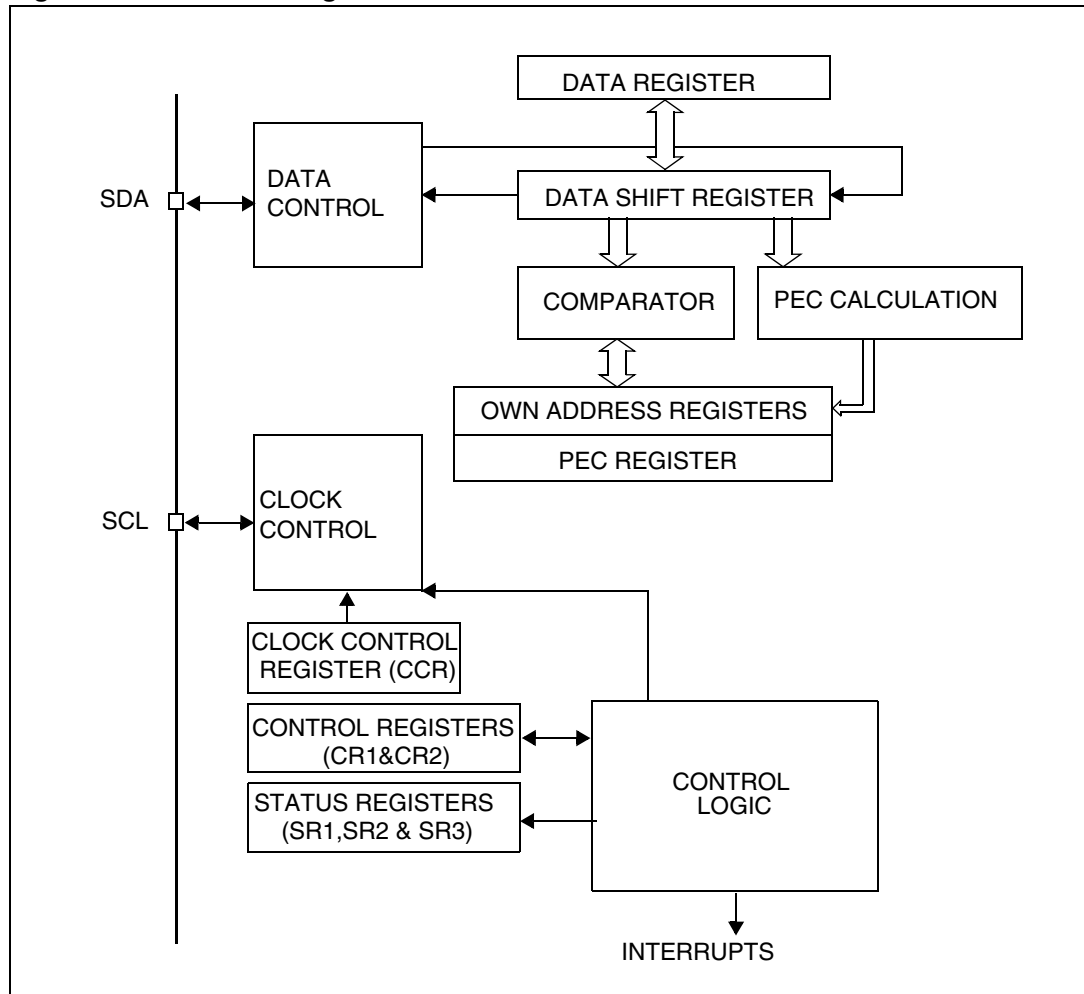 DATA REGISTER
SDA
DATA
CONTROL
DATA SHIFT REGISTER
COMPARATOR
PEC CALCULATION
OWN ADDRESS REGISTERS
PEC REGISTER
SCL
CLOCK
CONTROL
CLOCK CONTROL
REGISTER (CCR)
CONTROL REGISTERS
(CR1&CR2)
STATUS REGISTERS
(SR1,SR2 & SR3)
CONTROL
LOGIC
INTERRUPTS